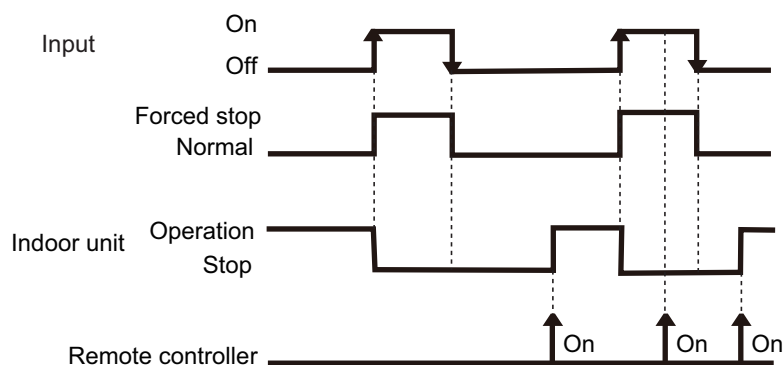 On
Input
Off
Forced stop
Normal
Operation
Indoor unit
Stop
On
On
On
Remote controller